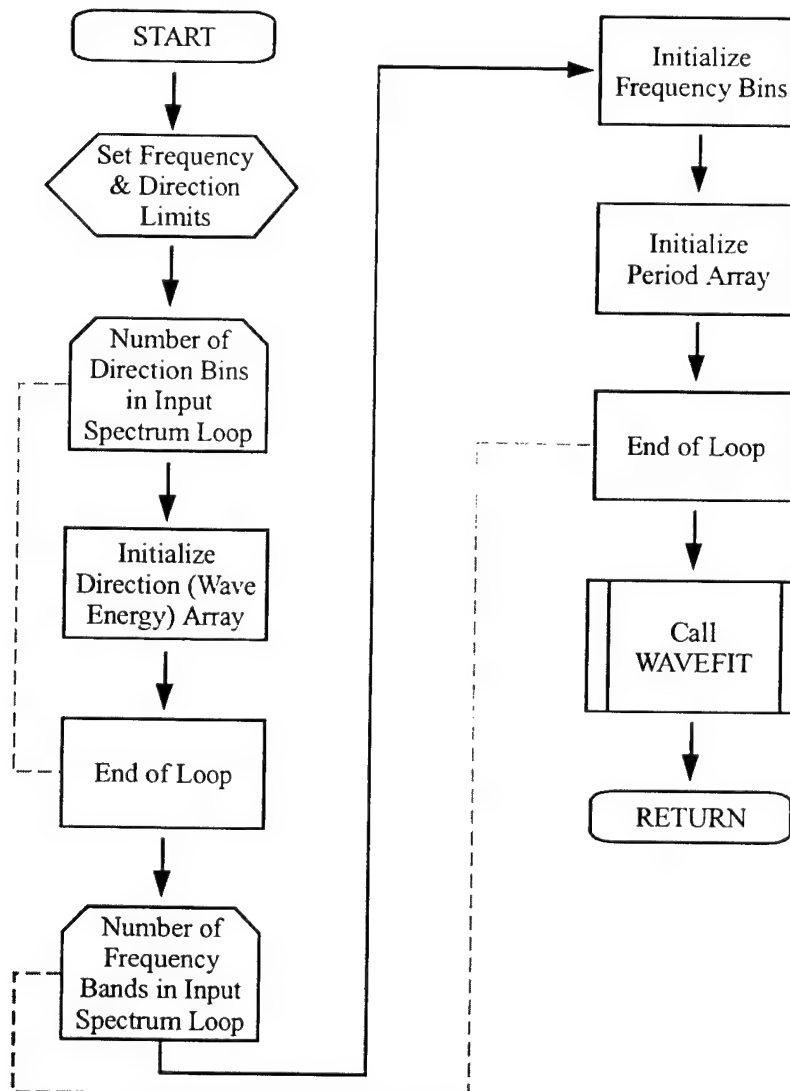 START
Set Frequency
& Direction
Limits
Number of
Direction Bins
in Input
Spectrum Loop
Initialize
Direction (Wave
Energy) Array
End of Loop
Number of
Frequency
Bands in Input
Spectrum Loop
Initialize
Frequency Bins
Initialize
Period Array
End of Loop
Call
WAVEFIT
RETURN